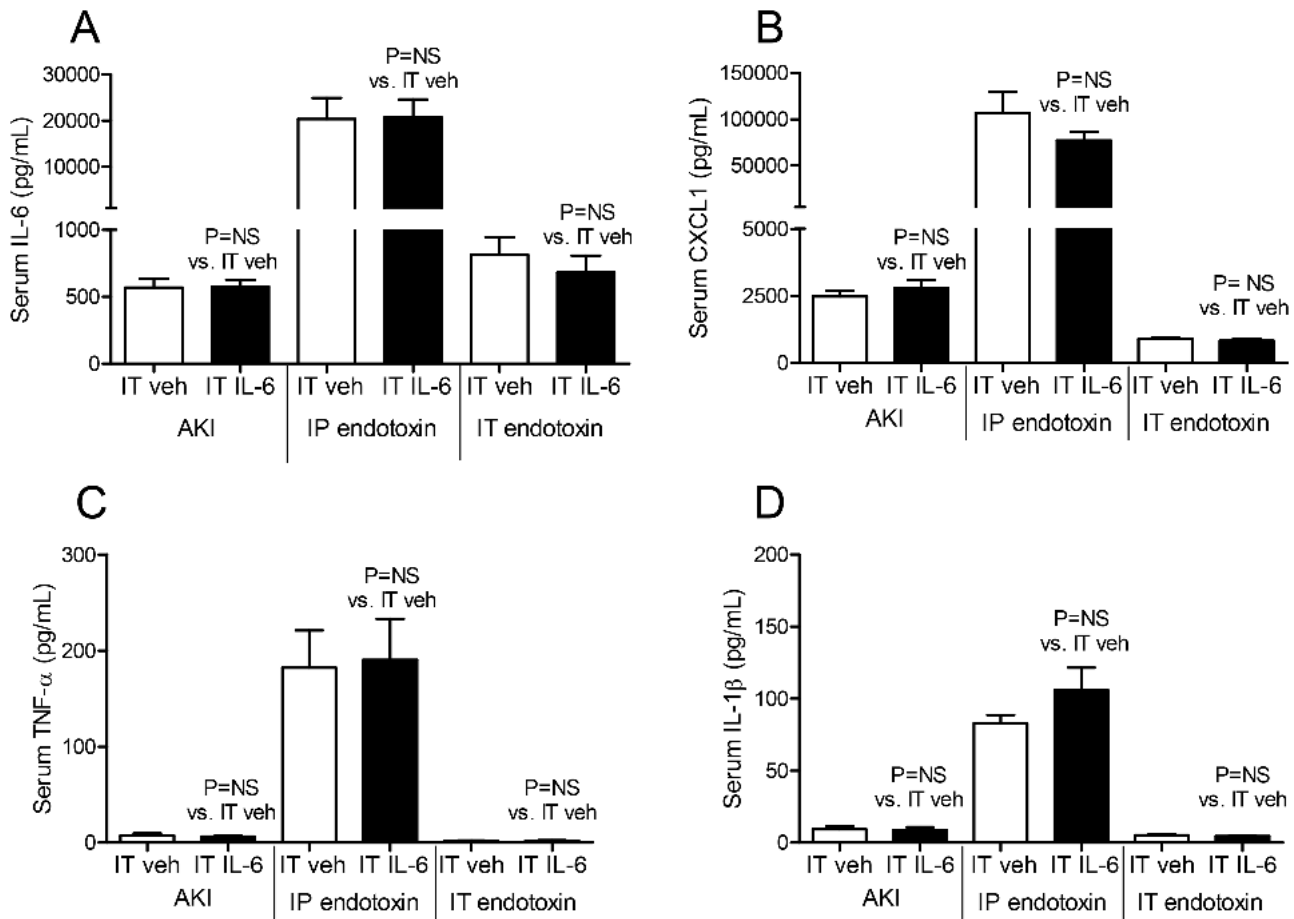 A
Serum IL-6 (pg/mL)
30000
20000
10000
1000
500
0
P=NS
vs. IT veh
P=NS
vs. IT veh
P=NS
vs. IT veh
IT veh IT IL-6 IT veh IT IL-6 IT veh IT IL-6
AKI IP endotoxin IT endotoxin
B
Serum CXCL1 (pg/mL)
150000
100000
50000
5000
2500
0
P=NS
vs. IT veh
P=NS
vs. IT veh
P= NS
vs. IT veh
IT veh IT IL-6 IT veh IT IL-6 IT veh IT IL-6
AKI IP endotoxin IT endotoxin
C
Serum TNF-α (pg/mL)
300
200
100
0
P=NS
vs. IT veh
P=NS
vs. IT veh
P=NS
vs. IT veh
IT veh IT IL-6 IT veh IT IL-6 IT veh IT IL-6
AKI IP endotoxin IT endotoxin
D
Serum IL-1β (pg/mL)
200
150
100
50
0
P=NS
vs. IT veh
P=NS
vs. IT veh
P=NS
vs. IT veh
IT veh IT IL-6 IT veh IT IL-6 IT veh IT IL-6
AKI IP endotoxin IT endotoxin